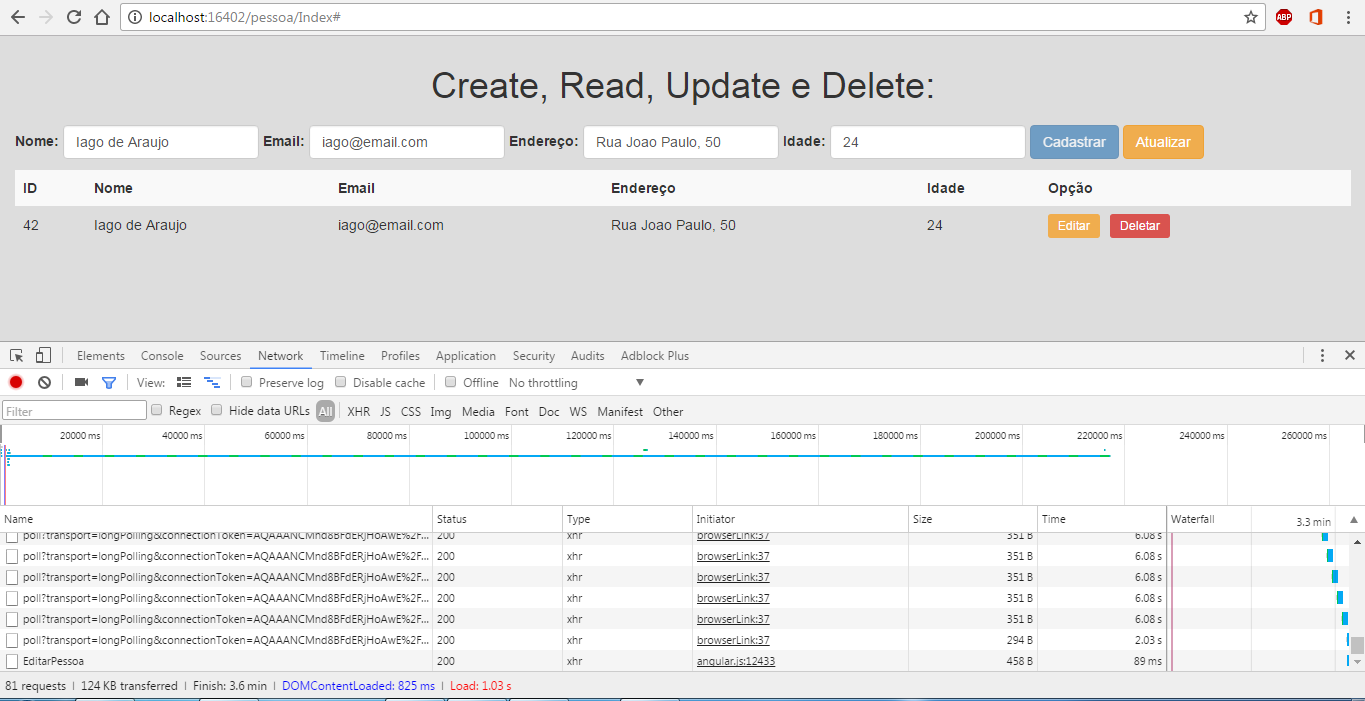 localhost:16402/pessoa/Index#
ABP
Create, Read, Update e Delete:
Nome: Iago de Araujo Email: iago@email.com Endereço: Rua Joao Paulo, 50 Idade: 24 Cadastrar Atualizar
ID Nome Email Endereço Idade Opção
42 Iago de Araujo iago@email.com Rua Joao Paulo, 50 24 Editar Deletar
Elements Console Sources Network Timeline Profiles Application Security Audits Adblock Plus
View: Preserve log Disable cache Offline No throttling
Filter Regex Hide data URLs All XHR JS CSS Img Media Font Doc WS Manifest Other
20000 ms 40000 ms 60000 ms 80000 ms 100000 ms 120000 ms 140000 ms 160000 ms 180000 ms 200000 ms 220000 ms 240000 ms 260000 ms
Name Status Type Initiator Size Time Waterfall 3.3 min
poll?transport=longPolling&connectionToken=AQAAANCMnd8BFdERjHoAwE%2F... 200 xhr browserLink:37 351 B 6.08 s
poll?transport=longPolling&connectionToken=AQAAANCMnd8BFdERjHoAwE%2F... 200 xhr browserLink:37 351 B 6.08 s
poll?transport=longPolling&connectionToken=AQAAANCMnd8BFdERjHoAwE%2F... 200 xhr browserLink:37 351 B 6.08 s
poll?transport=longPolling&connectionToken=AQAAANCMnd8BFdERjHoAwE%2F... 200 xhr browserLink:37 351 B 6.08 s
poll?transport=longPolling&connectionToken=AQAAANCMnd8BFdERjHoAwE%2F... 200 xhr browserLink:37 351 B 6.08 s
poll?transport=longPolling&connectionToken=AQAAANCMnd8BFdERjHoAwE%2F... 200 xhr browserLink:37 294 B 2.03 s
EditarPessoa 200 xhr angular.js:12433 458 B 89 ms
81 requests | 124 KB transferred | Finish: 3.6 min | DOMContentLoaded: 825 ms | Load: 1.03 s